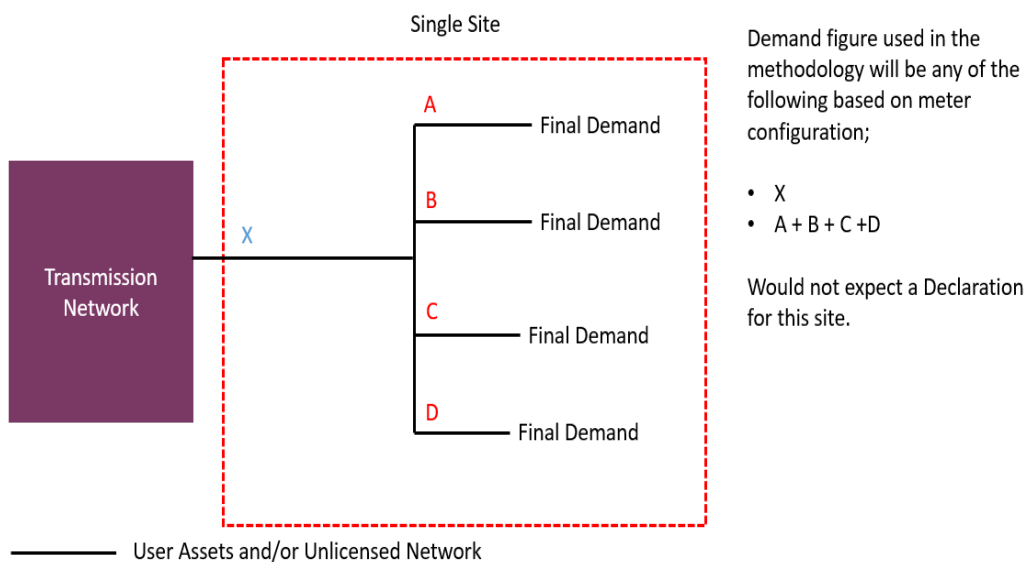 Single Site
A
Final Demand
B
Final Demand
X
Transmission
Network
C
Final Demand
D
Final Demand
User Assets and/or Unlicensed Network
Demand figure used in the
methodology will be any of the
following based on meter
configuration;
• X
• A + B + C +D
Would not expect a Declaration
for this site.